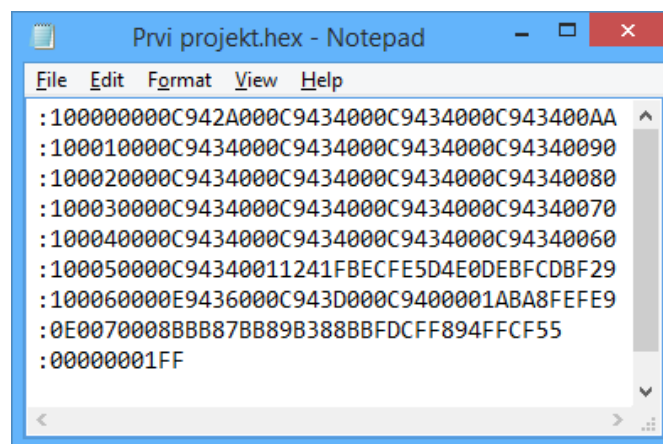 Prvi projekt.hex - Notepad
File Edit Format View Help
:100000000C942A000C9434000C9434000C943400AA
:100010000C9434000C9434000C9434000C94340090
:100020000C9434000C9434000C9434000C94340080
:100030000C9434000C9434000C9434000C94340070
:100040000C9434000C9434000C9434000C94340060
:100050000C94340011241FBECFE5D4E0DEBFCDBF29
:100060000E9436000C943D000C9400001ABA8FEFE9
:0E0070008BBB87BB89B388BBFDCFF894FFCF55
:00000001FF